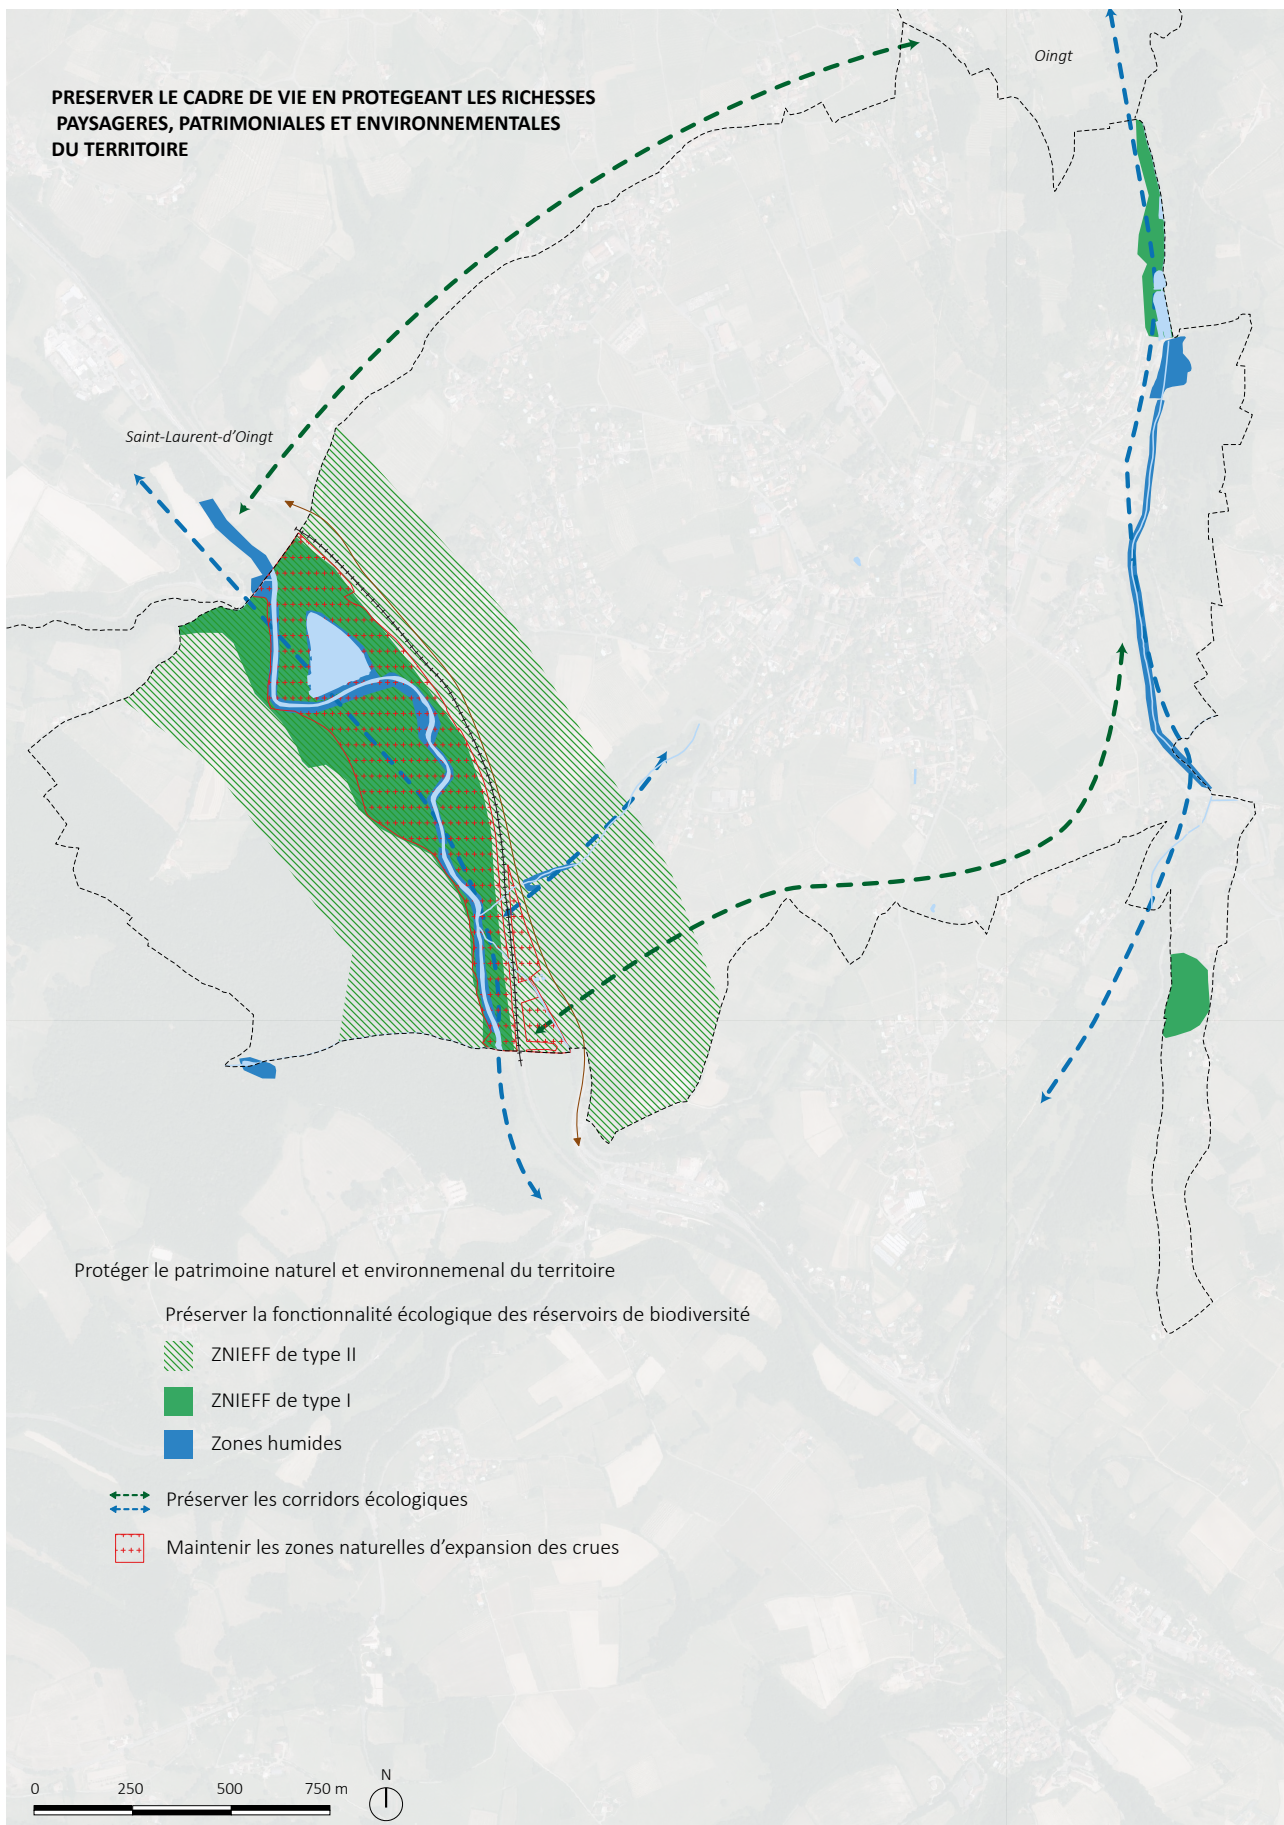 Oingt
PRESERVER LE CADRE DE VIE EN PROTEGEANT LES RICHESSES
PAYSAGERES, PATRIMONIALES ET ENVIRONNEMENTALES
DU TERRITOIRE
Saint-Laurent-d'Oingt
Protéger le patrimoine naturel et environnemenal du territoire
Préserver la fonctionnalité écologique des réservoirs de biodiversité
ZNIEFF de type II
ZNIEFF de type I
Zones humides
Préserver les corridors écologiques
Maintenir les zones naturelles d'expansion des crues
0 250 500 750 m
N